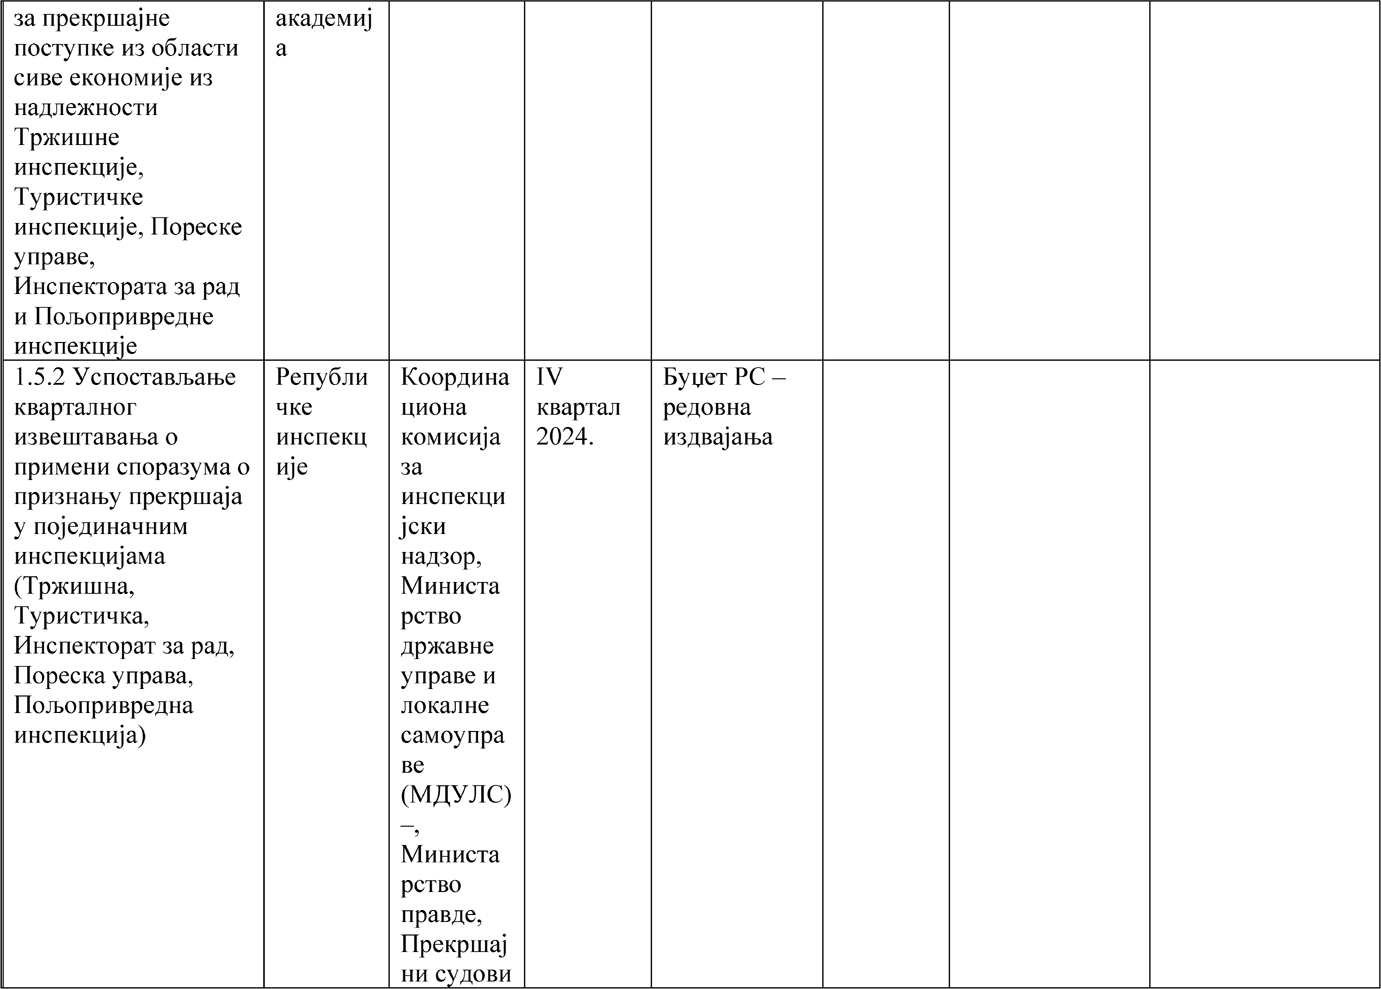 за прекршајне
поступке из области
сиве економије из
надлежности
Тржишне
инспекције,
Туристичке
инспекције, Пореске
управе,
Инспектората за рад
и Пољопривредне
инспекције
академиј
а
1.5.2 Успостављање
кварталног
извештавања о
примени споразума о
признању прекршаја
у појединачним
инспекцијама
(Тржишна,
Туристичка,
Инспекторат за рад,
Пореска управа,
Пољопривредна
инспекција)
Републи
чке
инспекц
ије
Координа
циона
комисија
за
инспекци
јски
надзор,
Министа
рство
државне
управе и
локалне
самоупра
ве
(МДУЛС)
–,
Министа
рство
правде,
Прекршај
ни судови
IV
квартал
2024.
Буџет РС –
редовна
издвајања